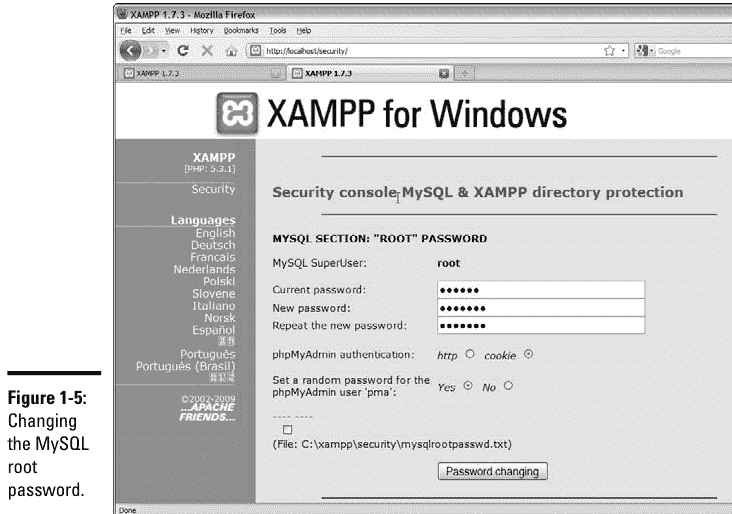 XAMPP 1.7.3 - Mozilla Firefox
File Edit View History Bookmarks Tools Help
http://localhost/security/
Google
XAMPP 1.7.3
XAMPP 1.7.3
XAMPP for Windows
XAMPP
[PHP: 5.3.1]
Security
Languages
English
Deutsch
Francais
Nederlands
Polski
Slovene
Italiano
Norsk
Español
Português
Português (Brasil)
©2002-2009
...APACHE
FRIENDS...
Security console MySQL & XAMPP directory protection
MYSQL SECTION: "ROOT" PASSWORD
MySQL SuperUser: root
Current password: ●●●●●●
New password: ●●●●●●●
Repeat the new password: ●●●●●●●
phpMyAdmin authentication: http cookie
Set a random password for the
phpMyAdmin user 'pma': Yes No
---- ----
(File: C:\xampp\security\mysqlrootpasswd.txt)
Password changing
Done
Figure 1-5:
Changing
the MySQL
root
password.